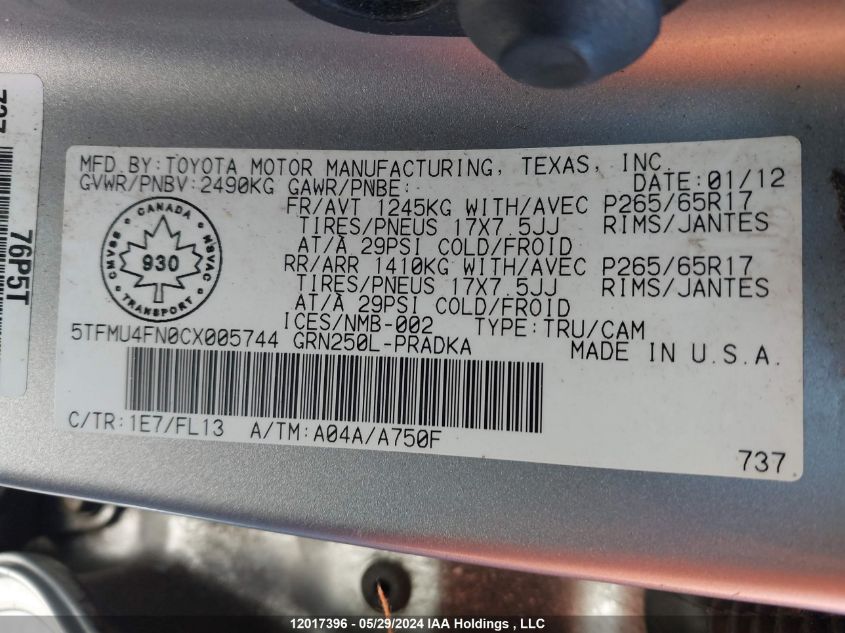 MFD BY:TOYOTA MOTOR MANUFACTURING, TEXAS, INC.
GVWR/PNBV:2490KG GAWR/PNBE: DATE:01/12
FR/AVT 1245KG WITH/AVEC P265/65R17
TIRES/PNEUS 17X7.5JJ RIMS/JANTES
AT/À 29PSI COLD/FROID
RR/ARR 1410KG WITH/AVEC P265/65R17
TIRES/PNEUS 17X7.5JJ RIMS/JANTES
AT/À 29PSI COLD/FROID
CANADA
CMVSS
NSVAC
930
TRANSPORT
ICES/NMB-002 TYPE:TRU/CAM
5TFMU4FN0CX005744 GRN250L-PRADKA MADE IN U.S.A.
C/TR:1E7/FL13 A/TM:A04A/A750F
737
76P5T
12017396 - 05/29/2024 IAA Holdings , LLC